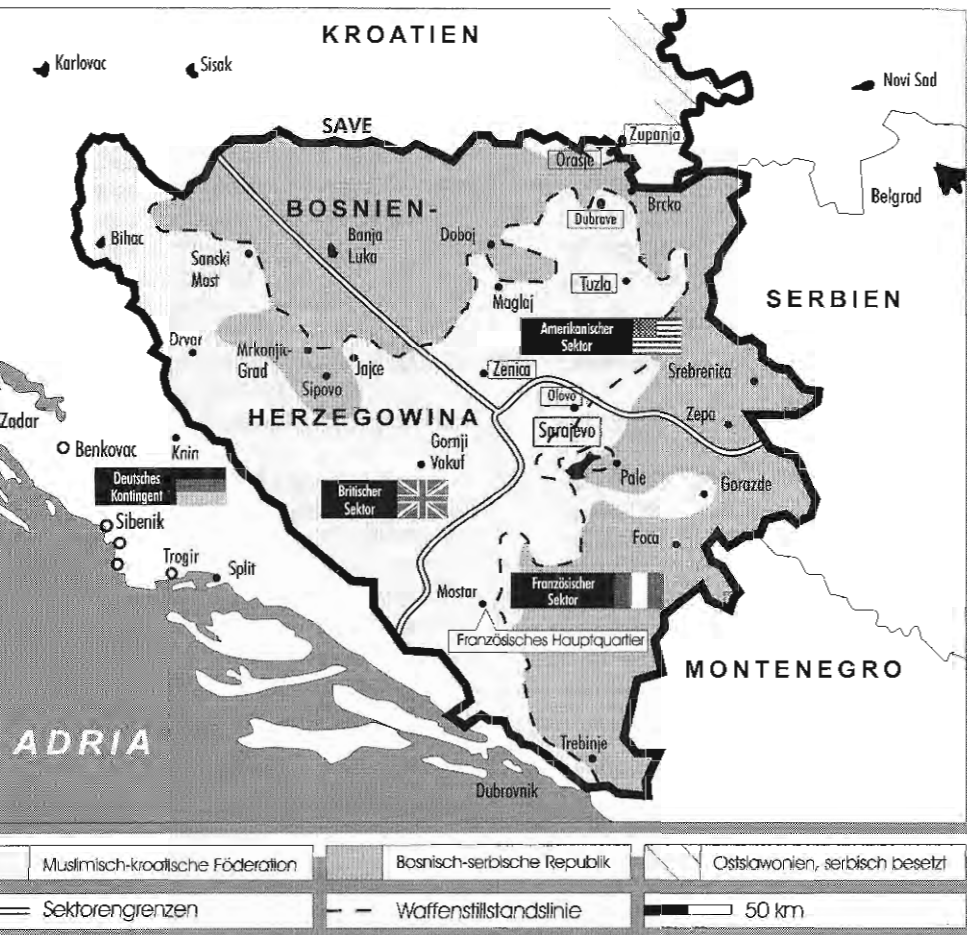 KROATIEN
Karlovac
Sisak
Novi Sad
SAVE
Zupanja
Orasje
Belgrad
BOSNIEN-
Brcko
Dubrave
Bihac
Banja
Luka
Doboj
Sanski
Most
Tuzla
Maglaj
SERBIEN
Amerikanischer
Sektor
Drvar
Mrkonjic-
Grad
Jajce
Zenica
Srebrenica
Sipovo
Olovo
HERZEGOWINA
Zepa
Zadar
Sarajevo
Benkovac
Knin
Gornji
Vakuf
Pale
Gorazde
Deutsches
Kontingent
Britischer
Sektor
Sibenik
Foca
Trogir
Split
Französischer
Sektor
Mostar
Französisches Hauptquartier
MONTENEGRO
ADRIA
Trebinje
Dubrovnik
Muslimisch-kroatische Föderation
Bosnisch-serbische Republik
Ostslawonien, serbisch besetzt
Sektorengrenzen
Waffenstillstandslinie
50 km